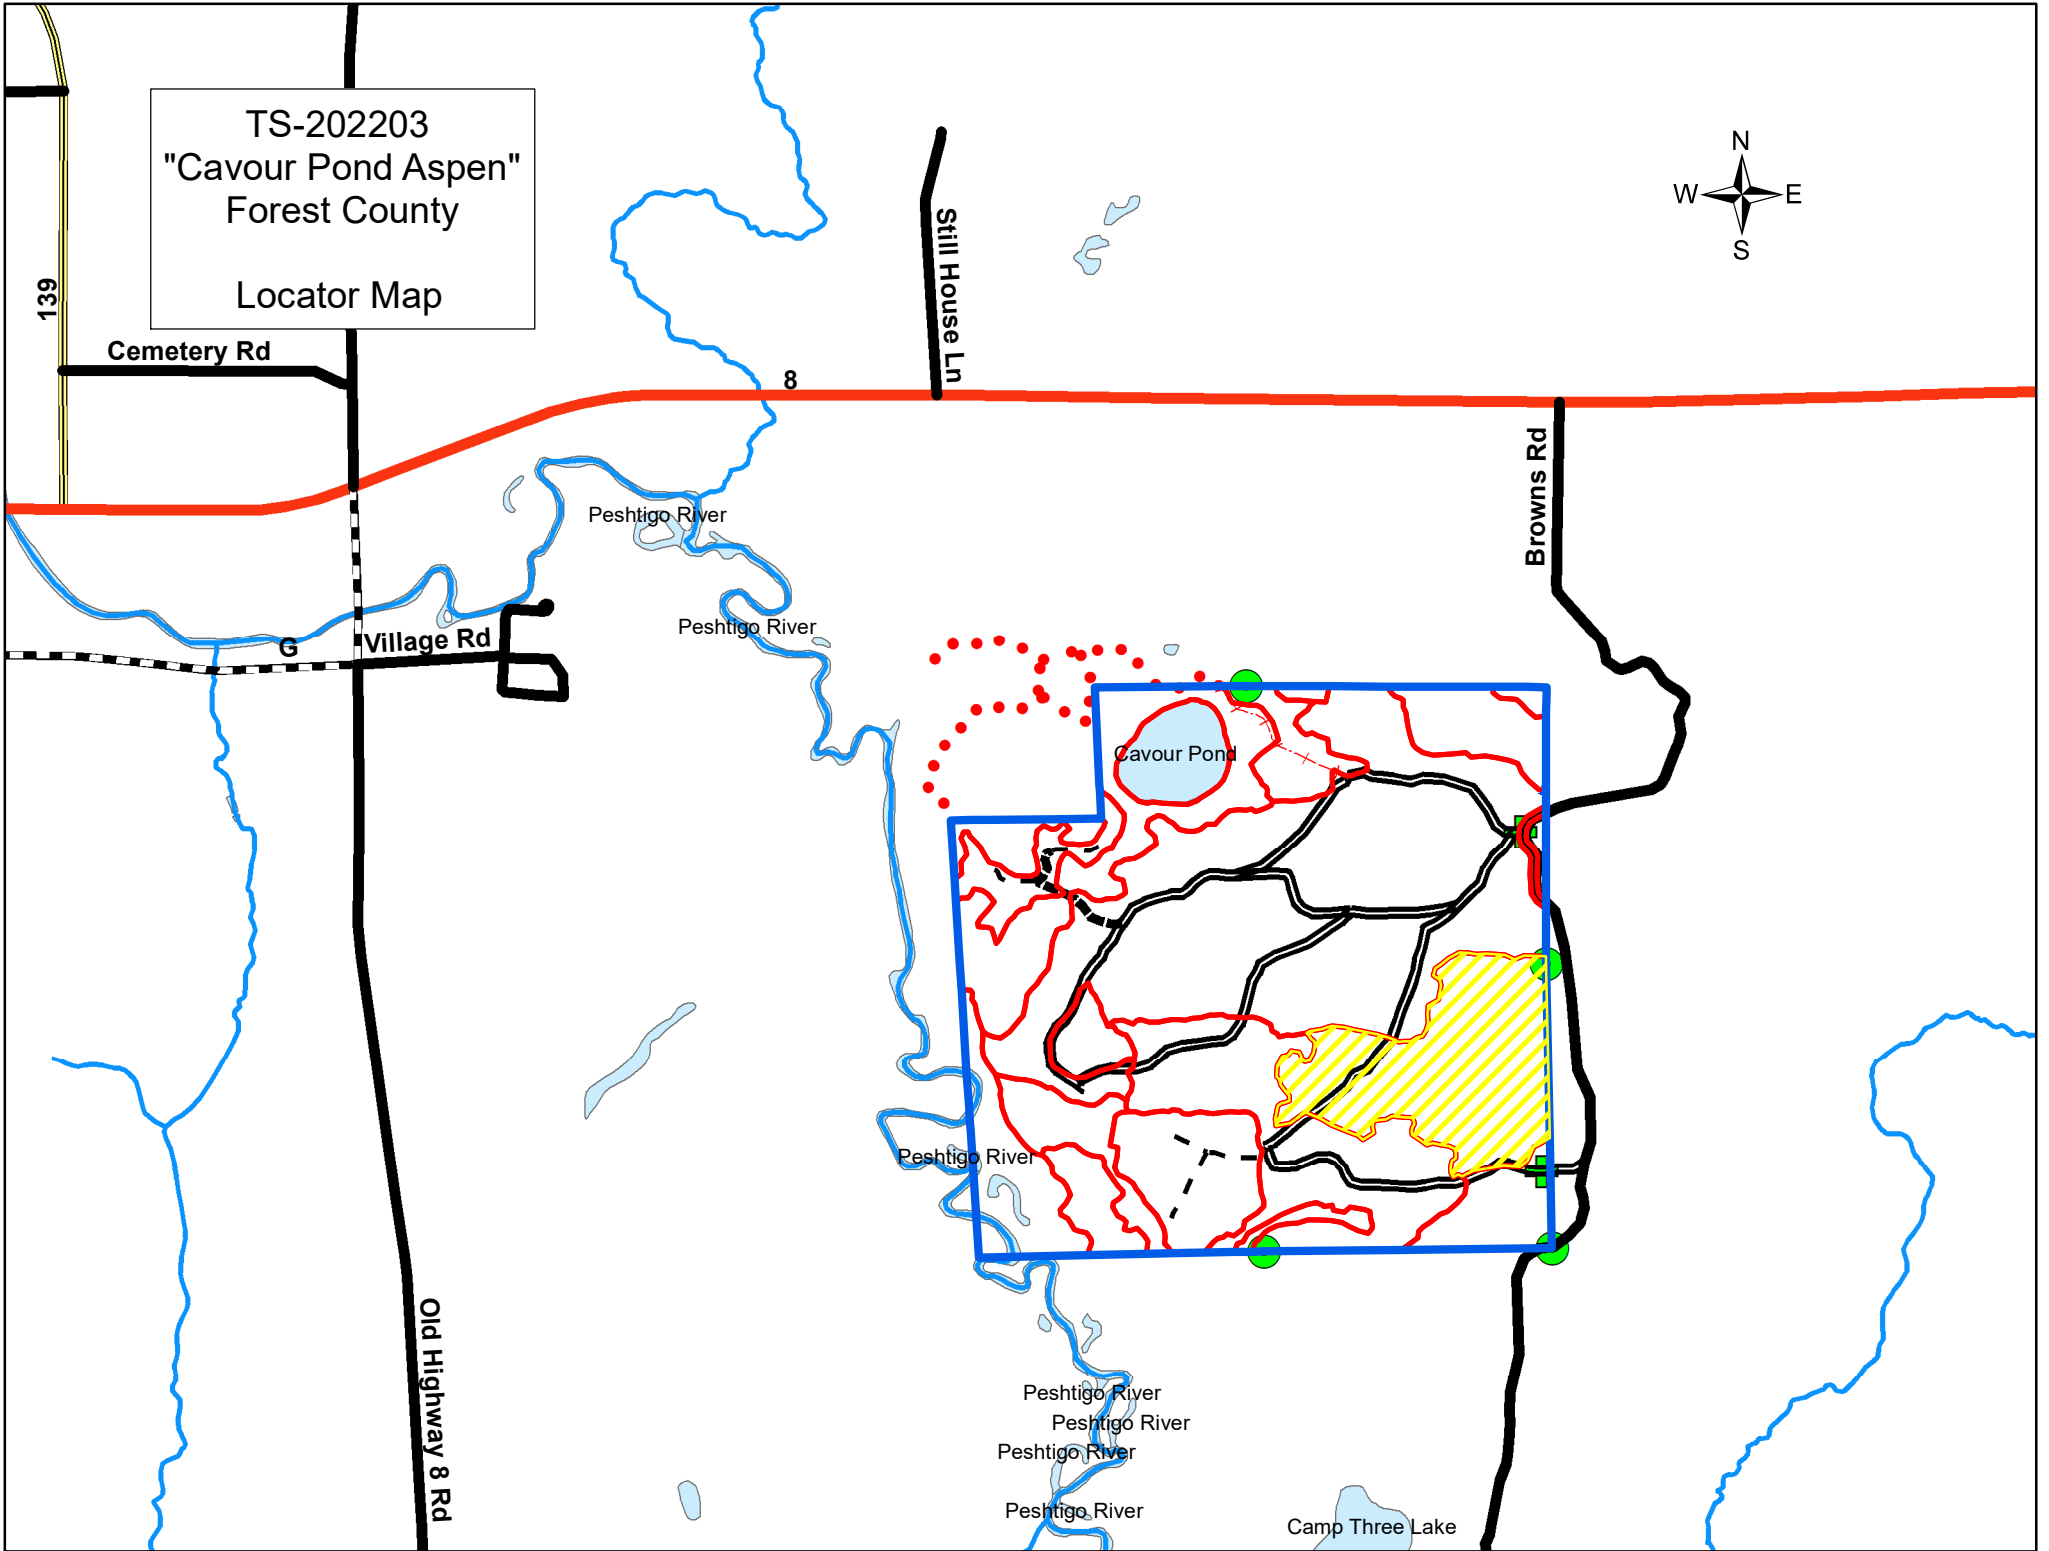 TS-202203
"Cavour Pond Aspen"
Forest County
Locator Map
N
W
E
S
139
Still House Ln
Cemetery Rd
8
Browns Rd
Peshtigo River
Peshtigo River
G
Village Rd
Cavour Pond
Peshtigo River
Old Highway 8 Rd
Peshtigo River
Peshtigo River
Peshtigo River
Peshtigo River
Camp Three Lake